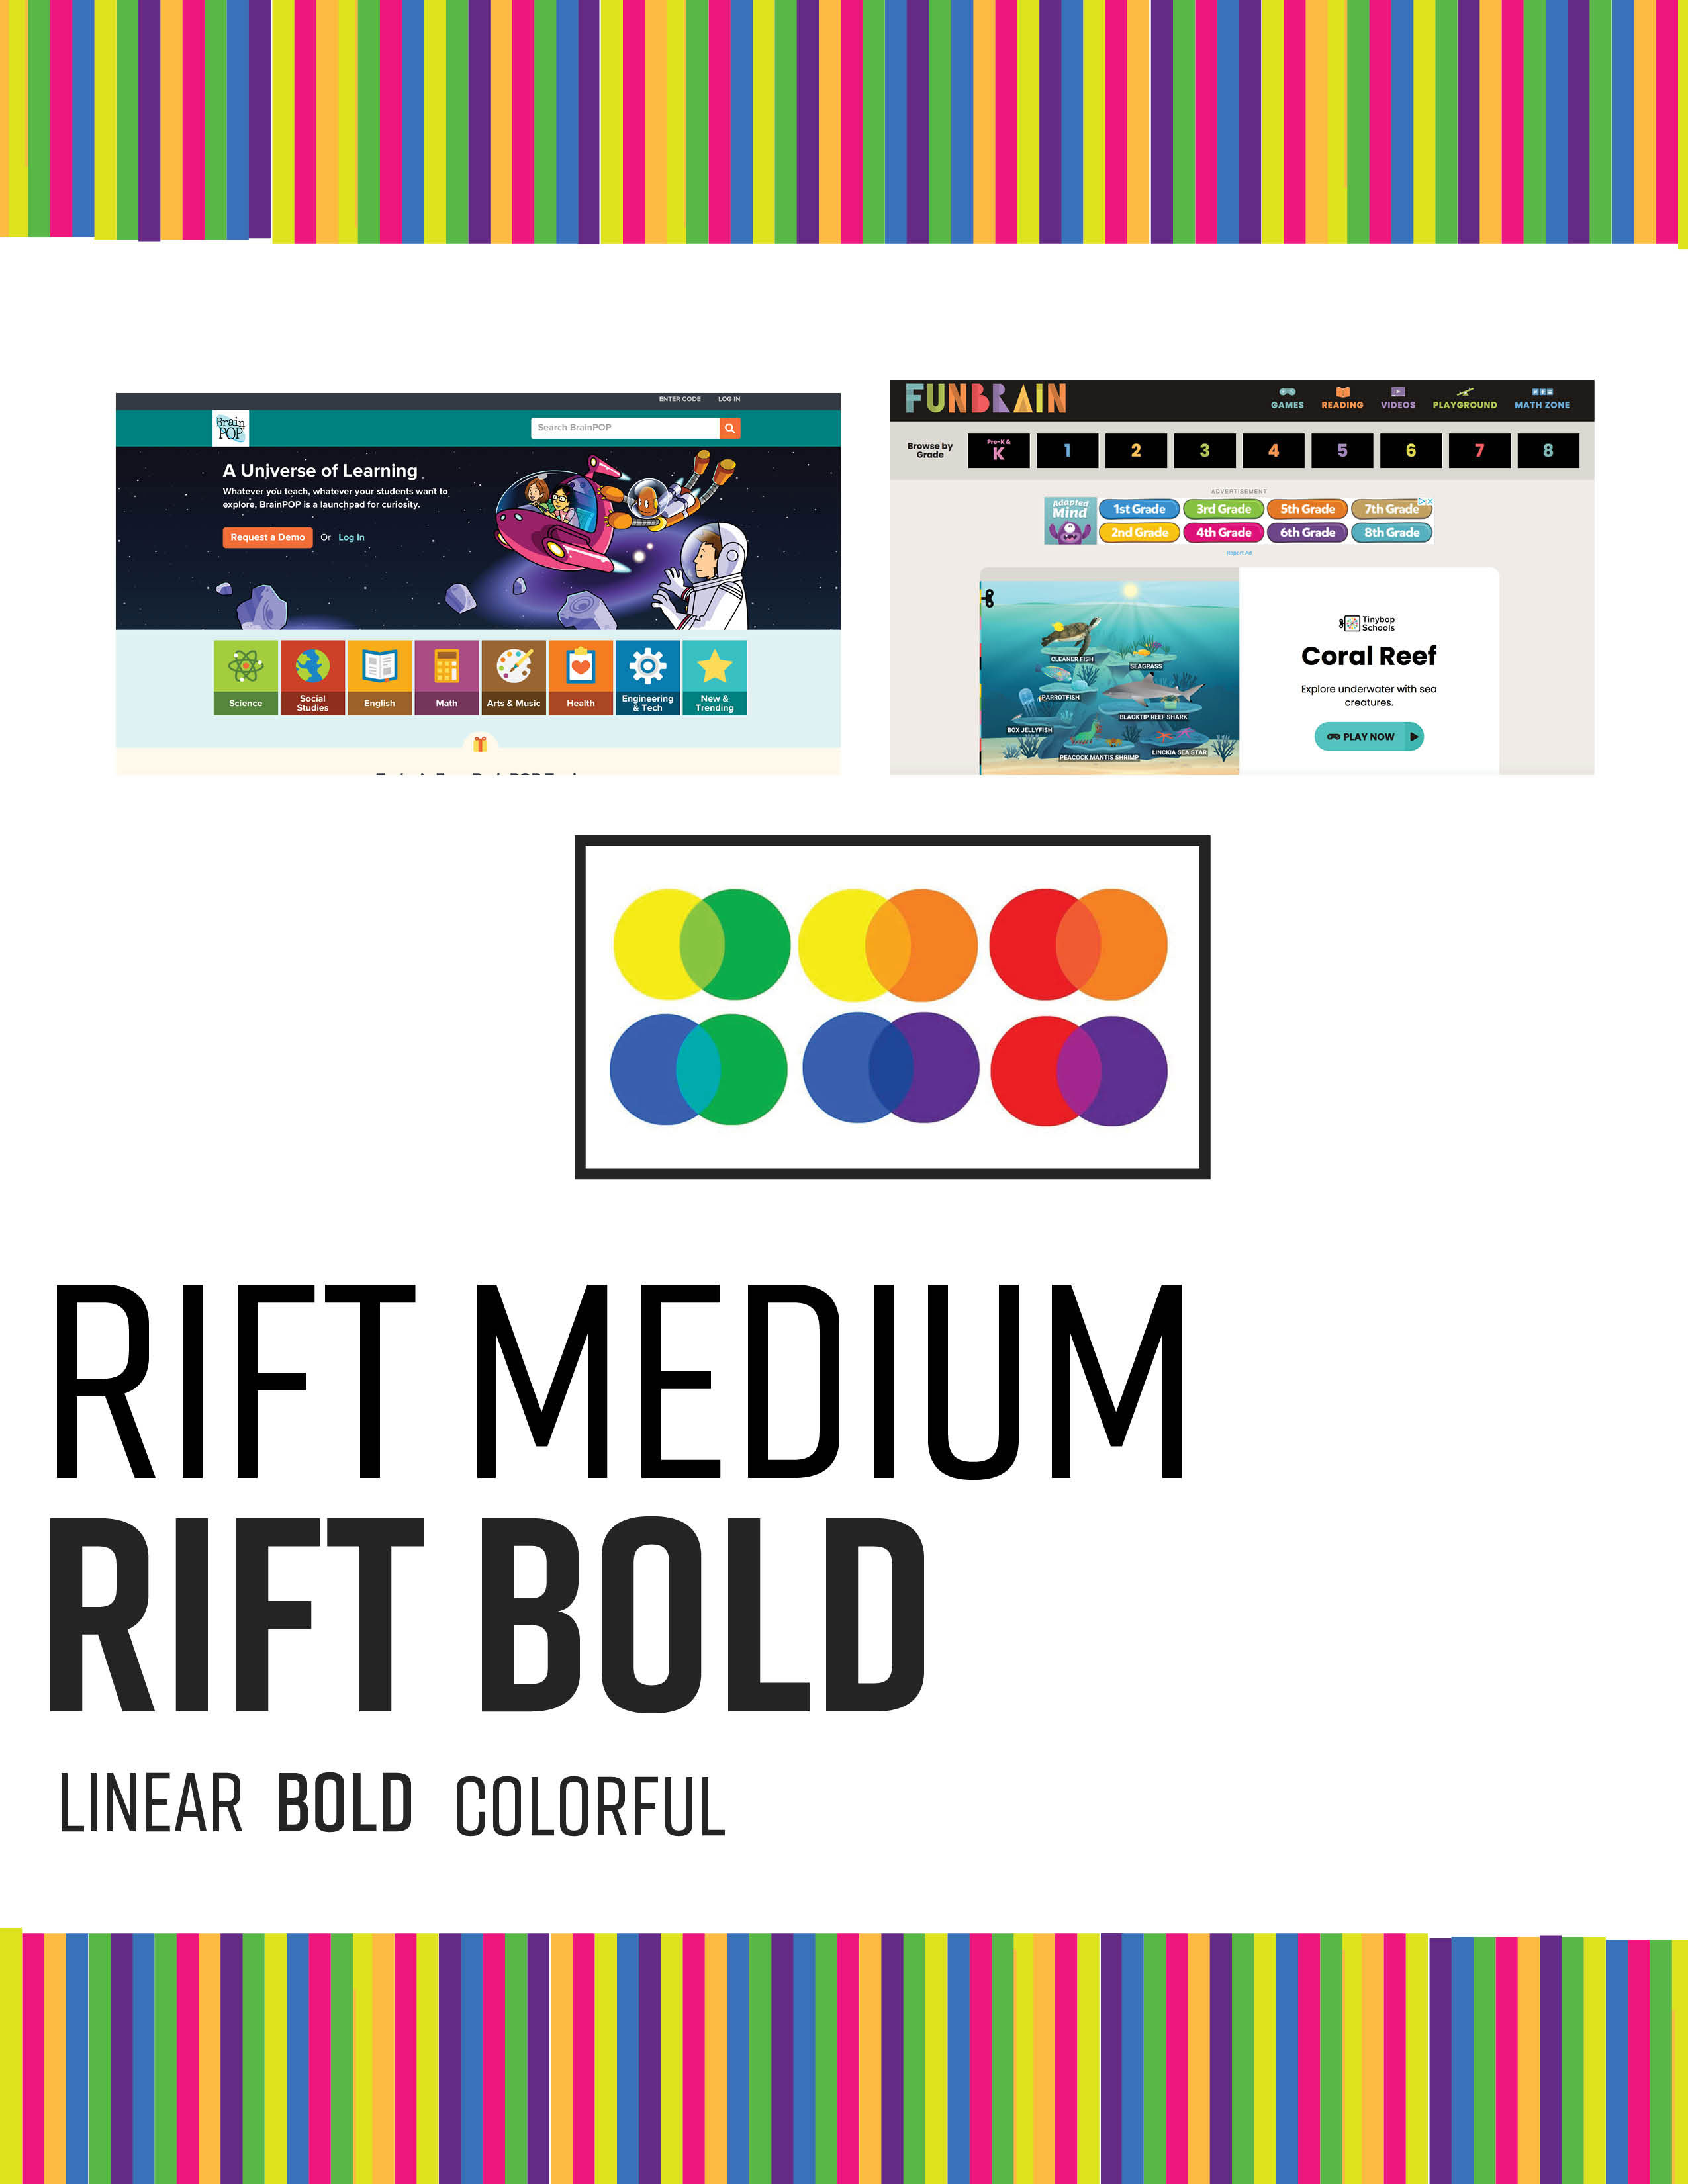 ENTER CODE LOG IN
Brain
POP
Search BrainPOP
A Universe of Learning
Whatever you teach, whatever your students want to
explore, BrainPOP is a launchpad for curiosity.
Request a Demo Or Log In
Science
Social
Studies
English
Math
Arts & Music
Health
Engineering
& Tech
New &
Trending
FUNBRAIN
GAMES READING VIDEOS PLAYGROUND MATH ZONE
Browse by
Grade
Pre-K &
K
1 2 3 4 5 6 7 8
ADVERTISEMENT
Adapted
Mind
1st Grade 3rd Grade 5th Grade 7th Grade
2nd Grade 4th Grade 6th Grade 8th Grade
Report Ad
CLEANER FISH
SEAGRASS
PARROTFISH
BLACKTIP REEF SHARK
BOX JELLYFISH
LINCKIA SEA STAR
PEACOCK MANTIS SHRIMP
Tinybop
Schools
Coral Reef
Explore underwater with sea
creatures.
PLAY NOW
RIFT MEDIUM
RIFT BOLD
LINEAR BOLD COLORFUL